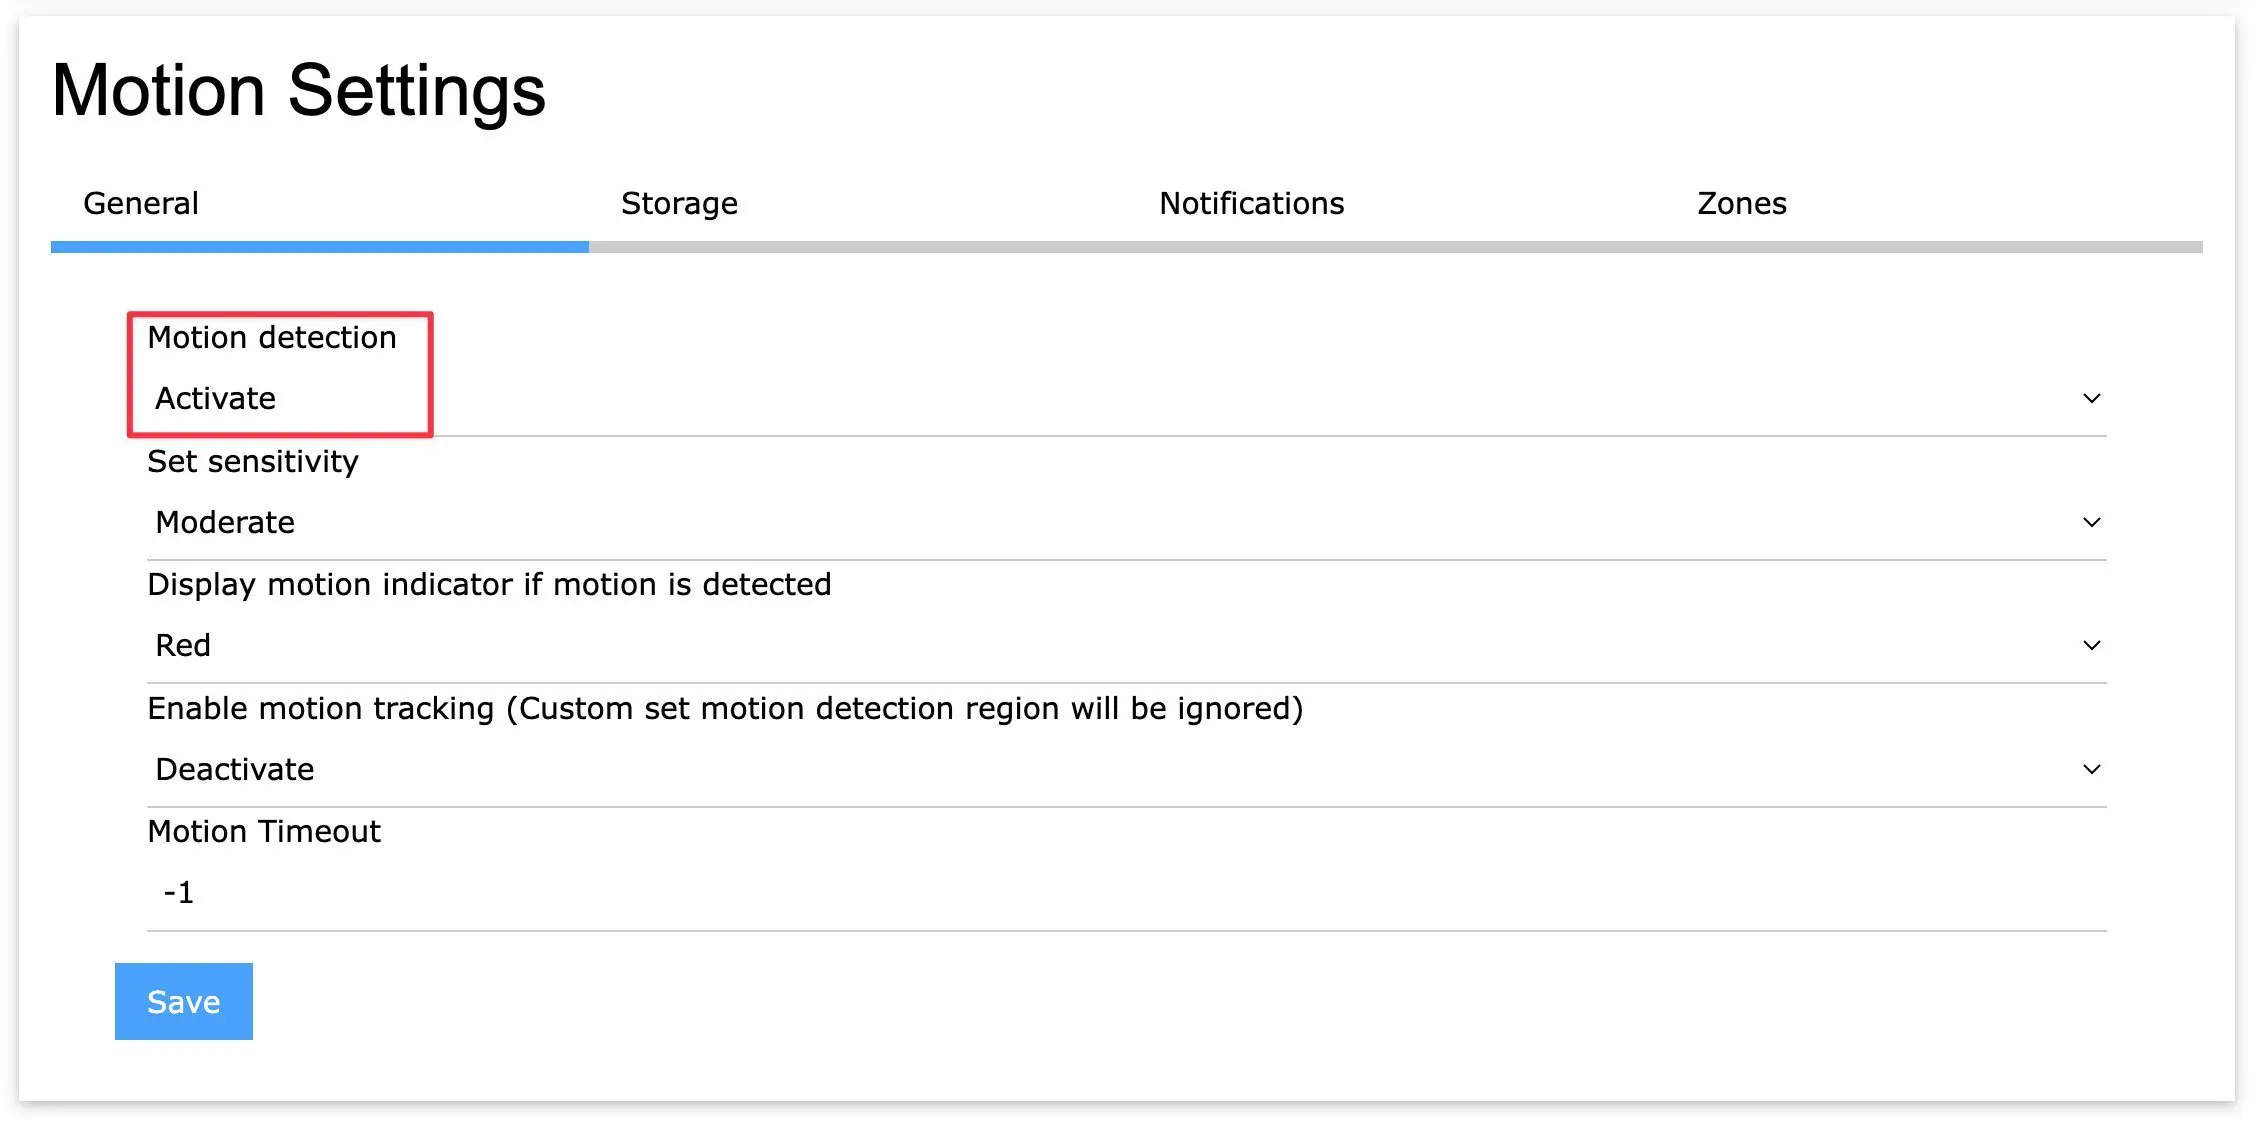 Motion Settings
General Storage Notifications Zones
Motion detection
Activate
Set sensitivity
Moderate
Display motion indicator if motion is detected
Red
Enable motion tracking (Custom set motion detection region will be ignored)
Deactivate
Motion Timeout
-1
Save